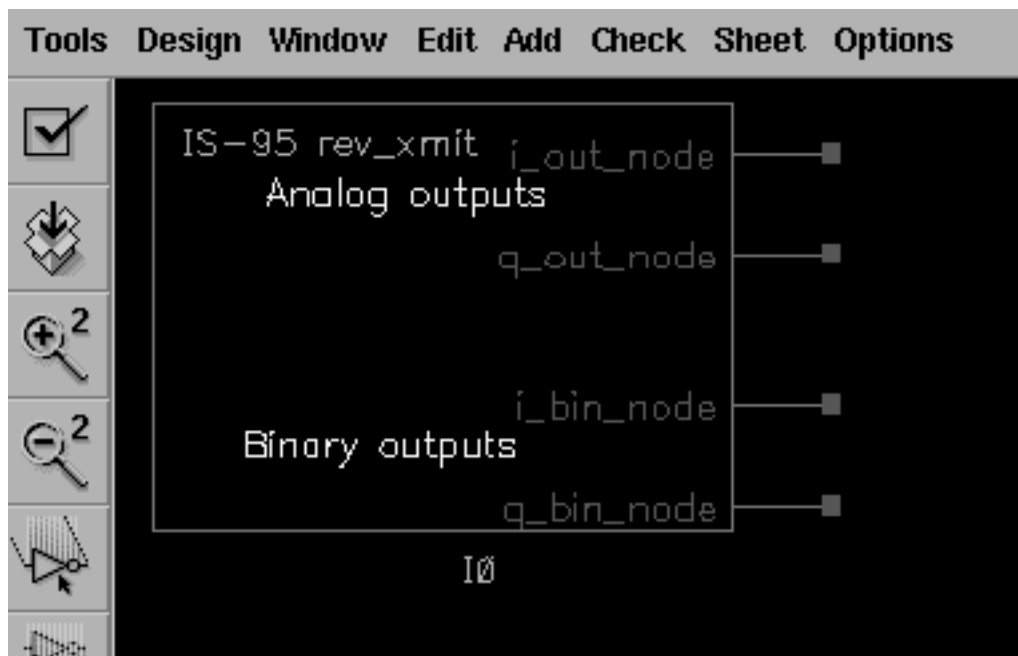 Tools Design Window Edit Add Check Sheet Options
IS-95 rev_xmit
i_out_node
Analog outputs
q_out_node
2
i_bin_node
2
Binary outputs
q_bin_node
I0